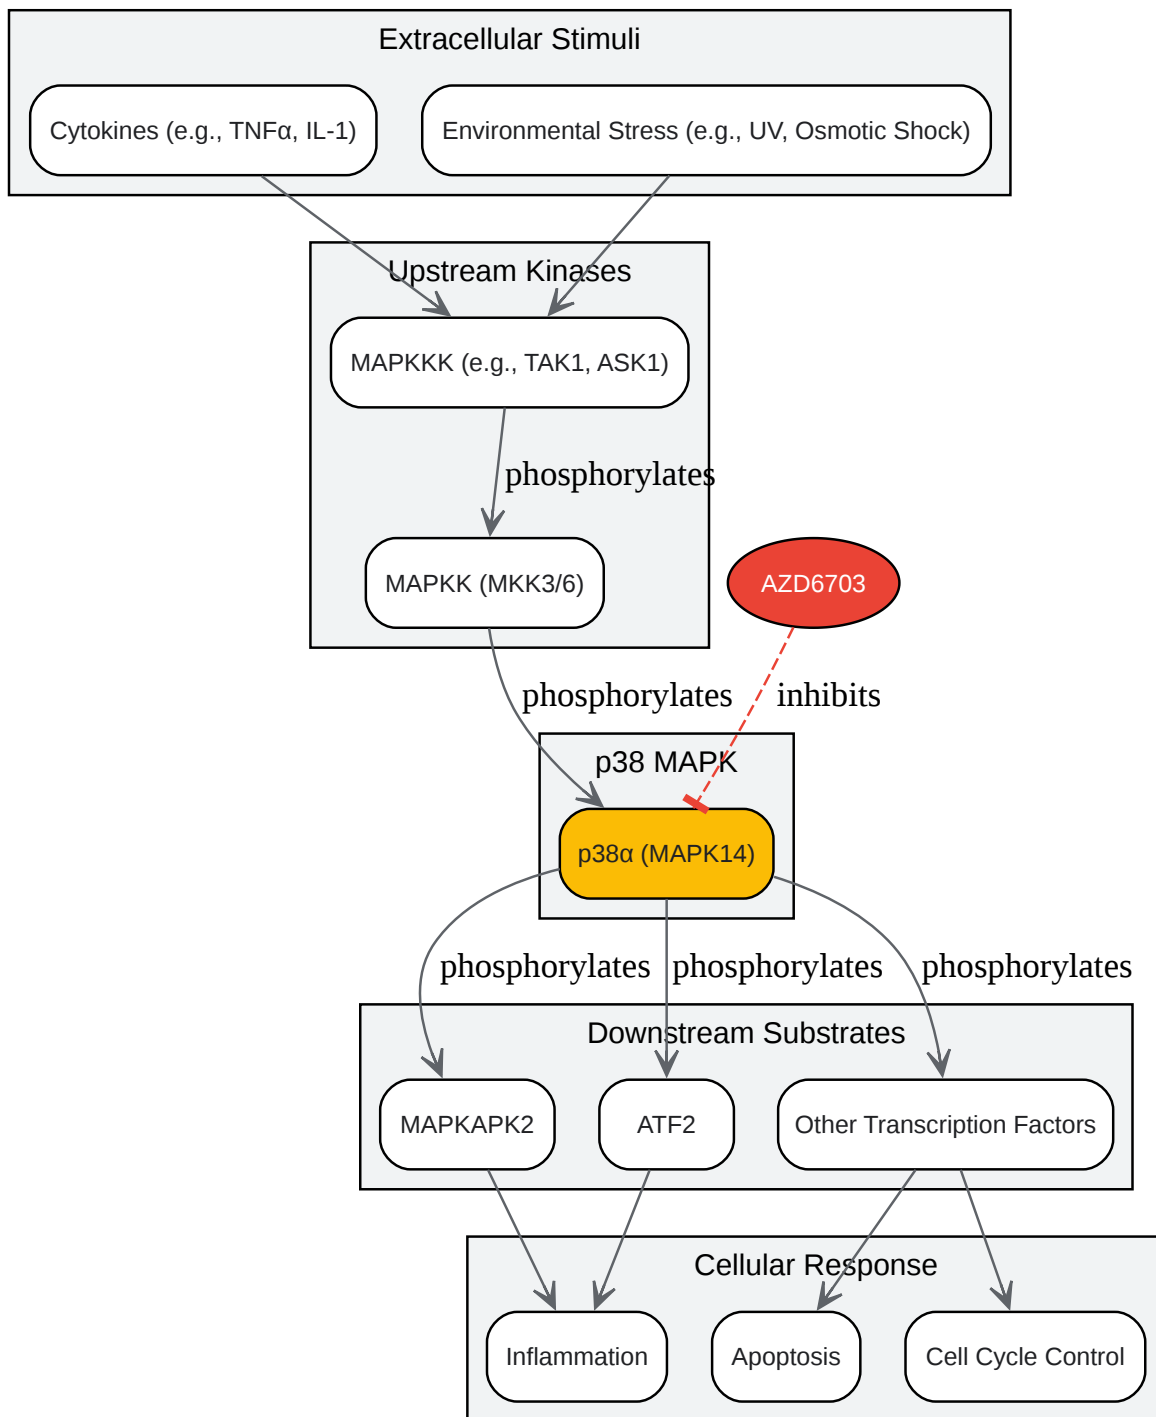 Extracellular Stimuli
Cytokines (e.g., TNFα, IL-1)
Environmental Stress (e.g., UV, Osmotic Shock)
Upstream Kinases
MAPKKK (e.g., TAK1, ASK1)
phosphorylates
MAPKK (MKK3/6)
AZD6703
phosphorylates
inhibits
p38 MAPK
p38α (MAPK14)
phosphorylates
phosphorylates
phosphorylates
Downstream Substrates
MAPKAPK2
ATF2
Other Transcription Factors
Cellular Response
Inflammation
Apoptosis
Cell Cycle Control